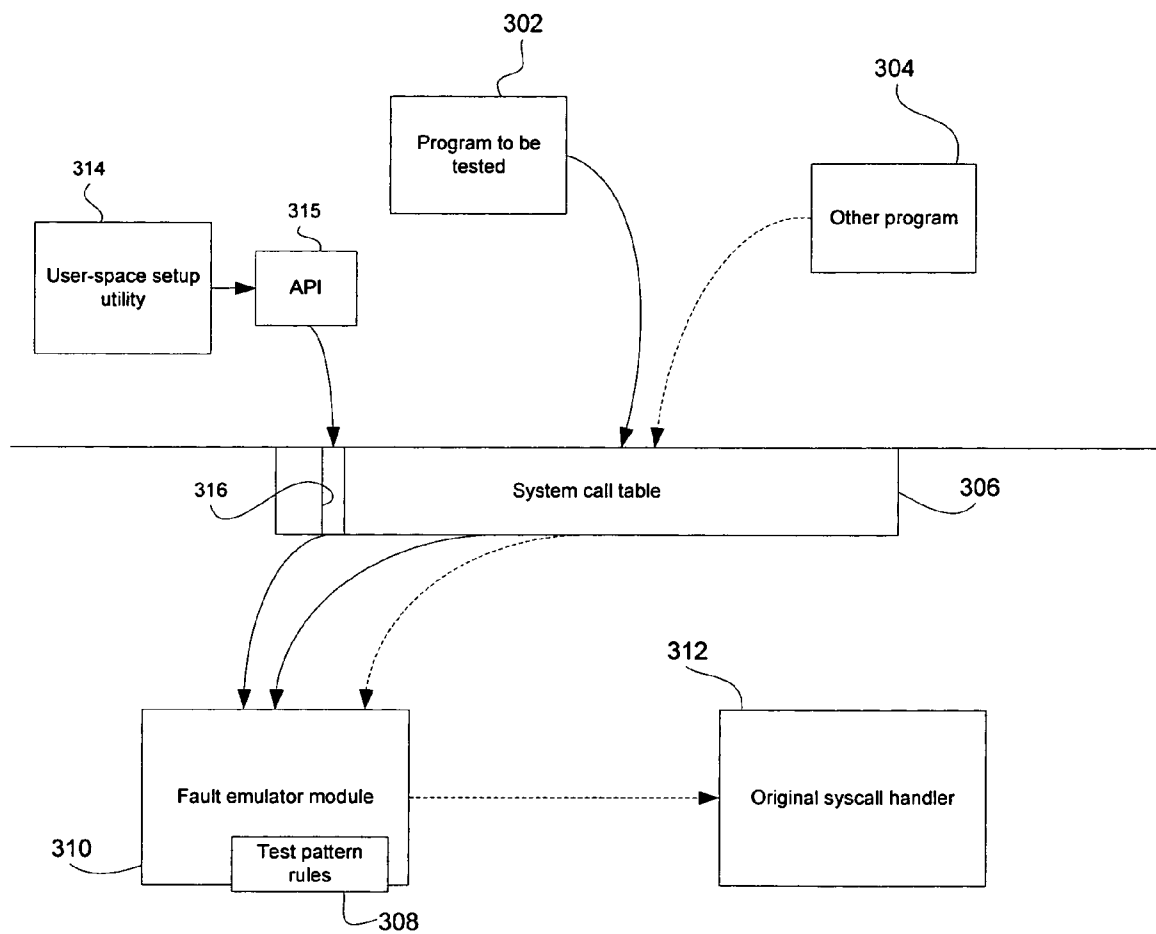 302
304
Program to be
tested
314
315
Other program
User-space setup
utility
API
316
System call table
306
312
Fault emulator module
Original syscall handler
310
Test pattern
rules
308